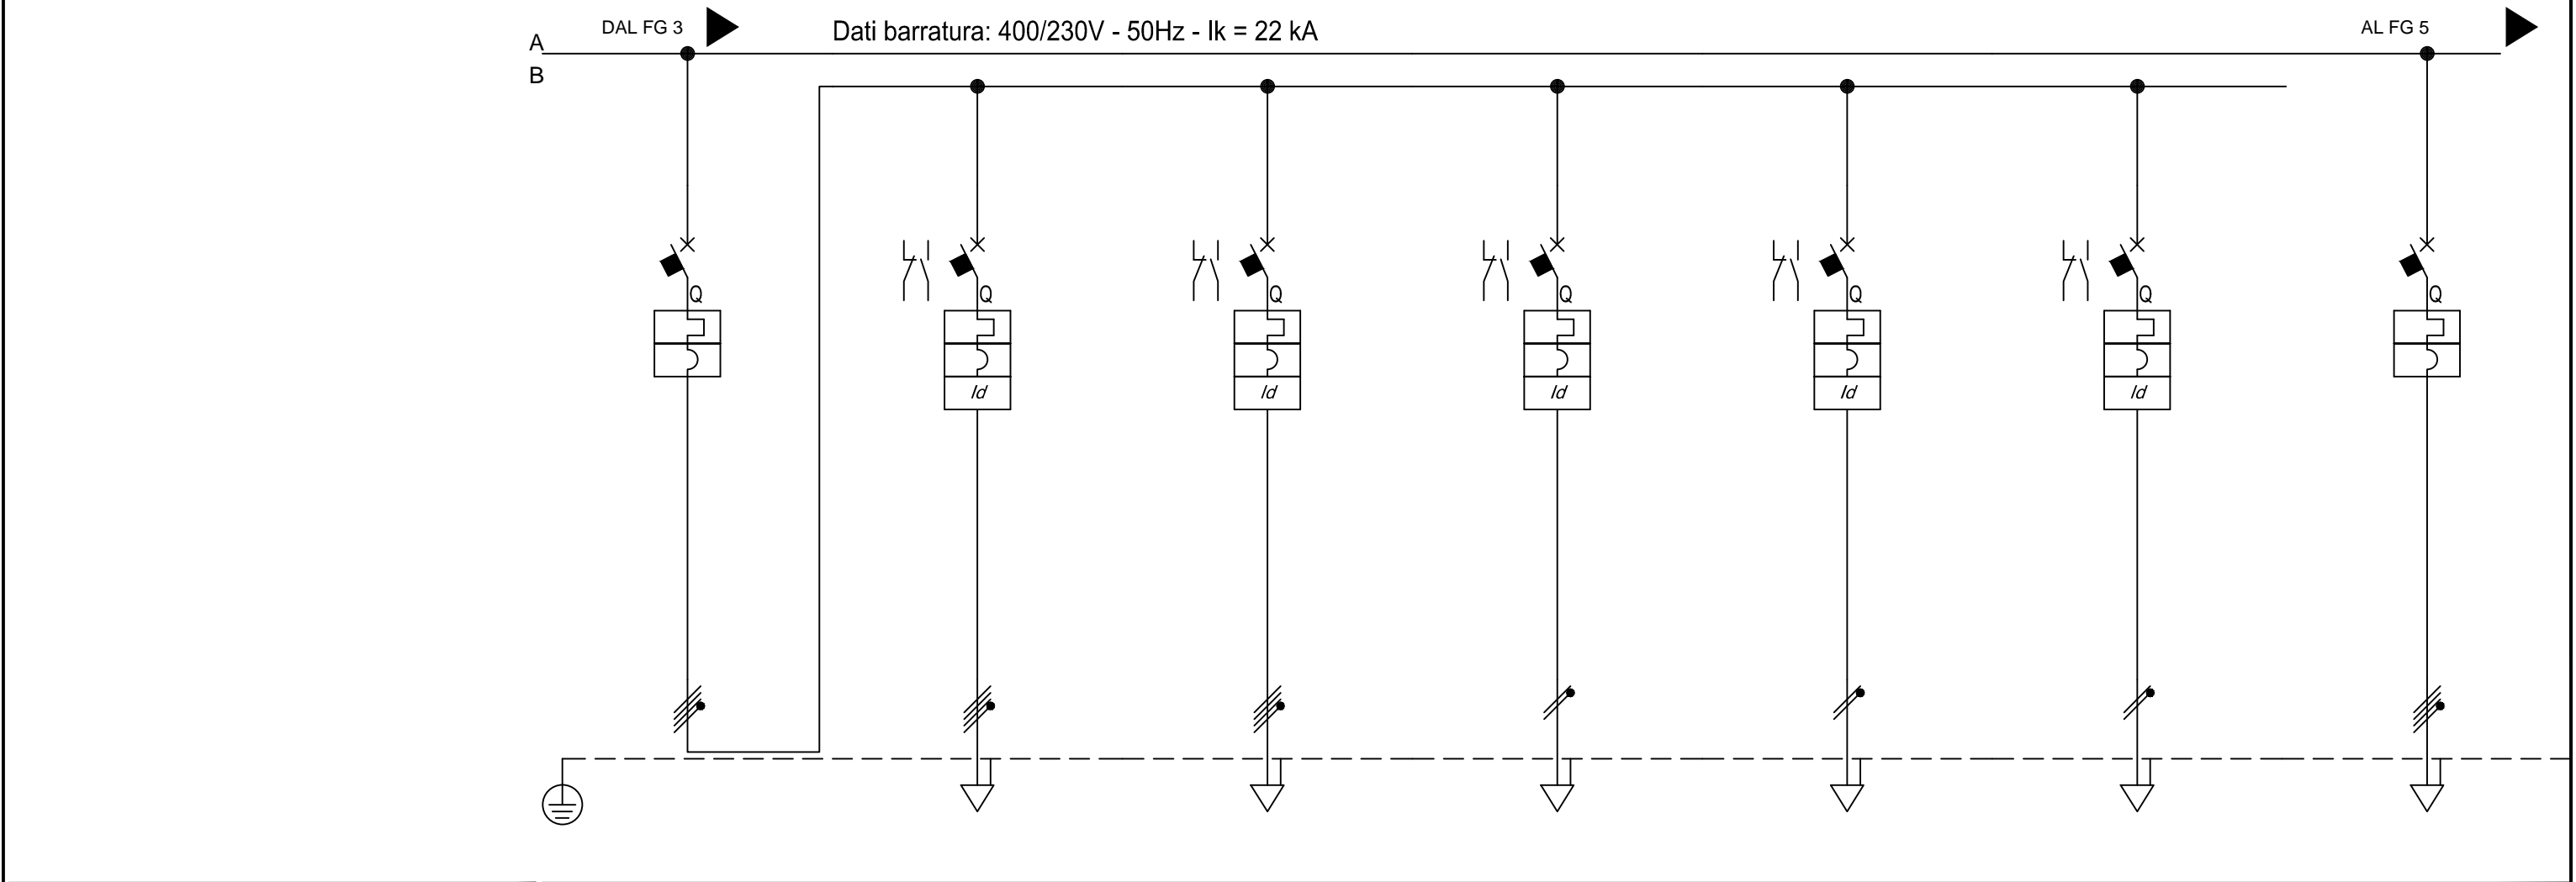 DAL FG 3
Dati barratura: 400/230V - 50Hz - Ik = 22 kA
AL FG 5
A
B
Q
Q
Q
Q
Q
Q
Q
Id
Id
Id
Id
Id